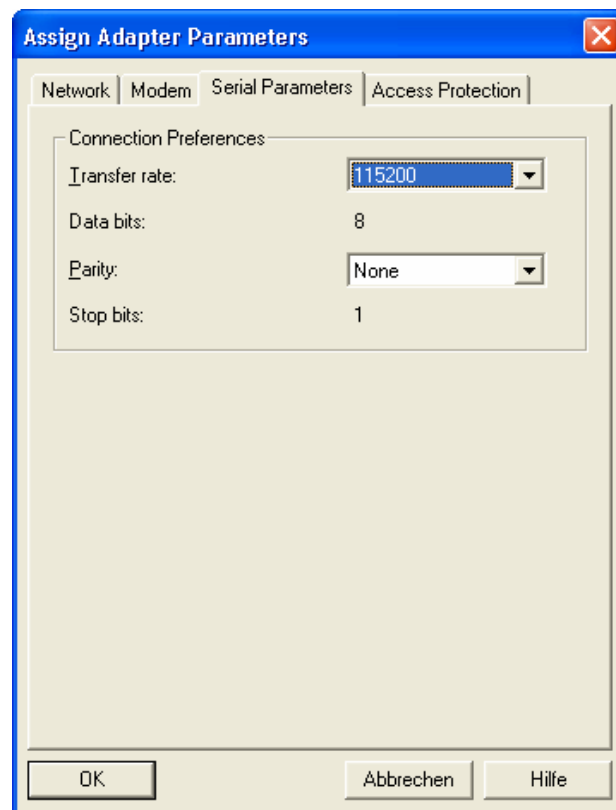 Assign Adapter Parameters
Network Modem Serial Parameters Access Protection
Connection Preferences
Transfer rate: 115200
Data bits: 8
Parity: None
Stop bits: 1
OK Abbrechen Hilfe